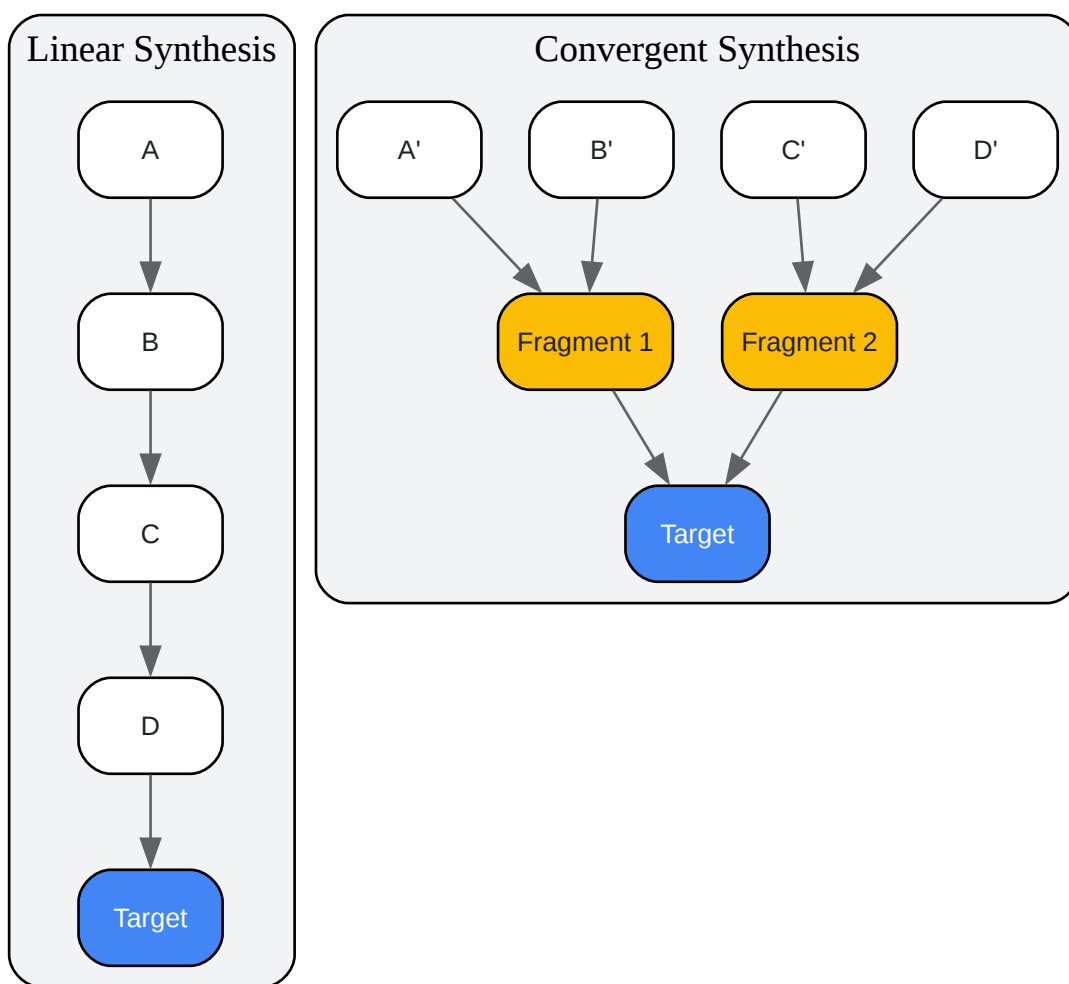 Linear Synthesis
A
B
C
D
Target
Convergent Synthesis
A'
B'
C'
D'
Fragment 1
Fragment 2
Target